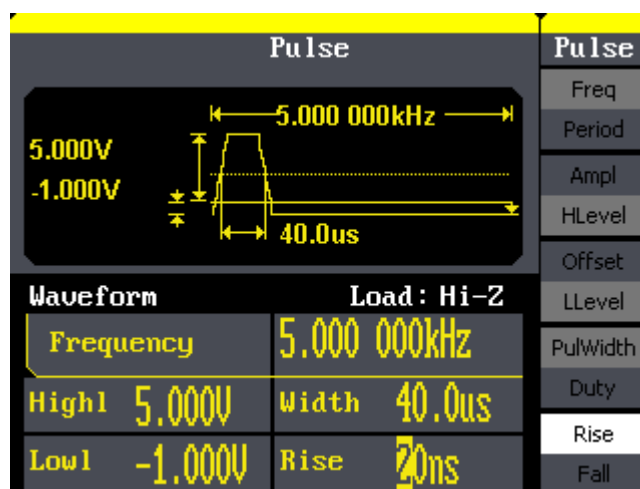 Pulse
5.000 000kHz
5.000V
-1.000V
40.0us
Waveform Load: Hi-Z
Frequency 5.000 000kHz
Highl 5.000V Width 40.0us
Lowl -1.000V Rise 20ns
Pulse
Freq
Period
Ampl
HLevel
Offset
LLevel
PulWidth
Duty
Rise
Fall